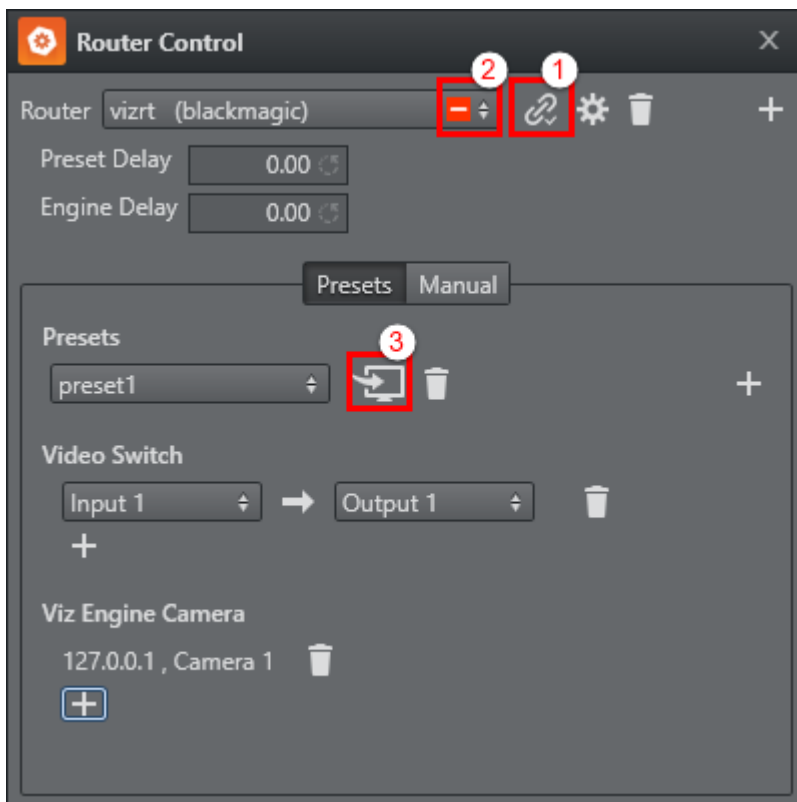 Router Control
2 1
Router vizrt (blackmagic)
Preset Delay 0.00
Engine Delay 0.00
Presets Manual
Presets
3
preset1
Video Switch
Input 1 Output 1
Viz Engine Camera
127.0.0.1 , Camera 1